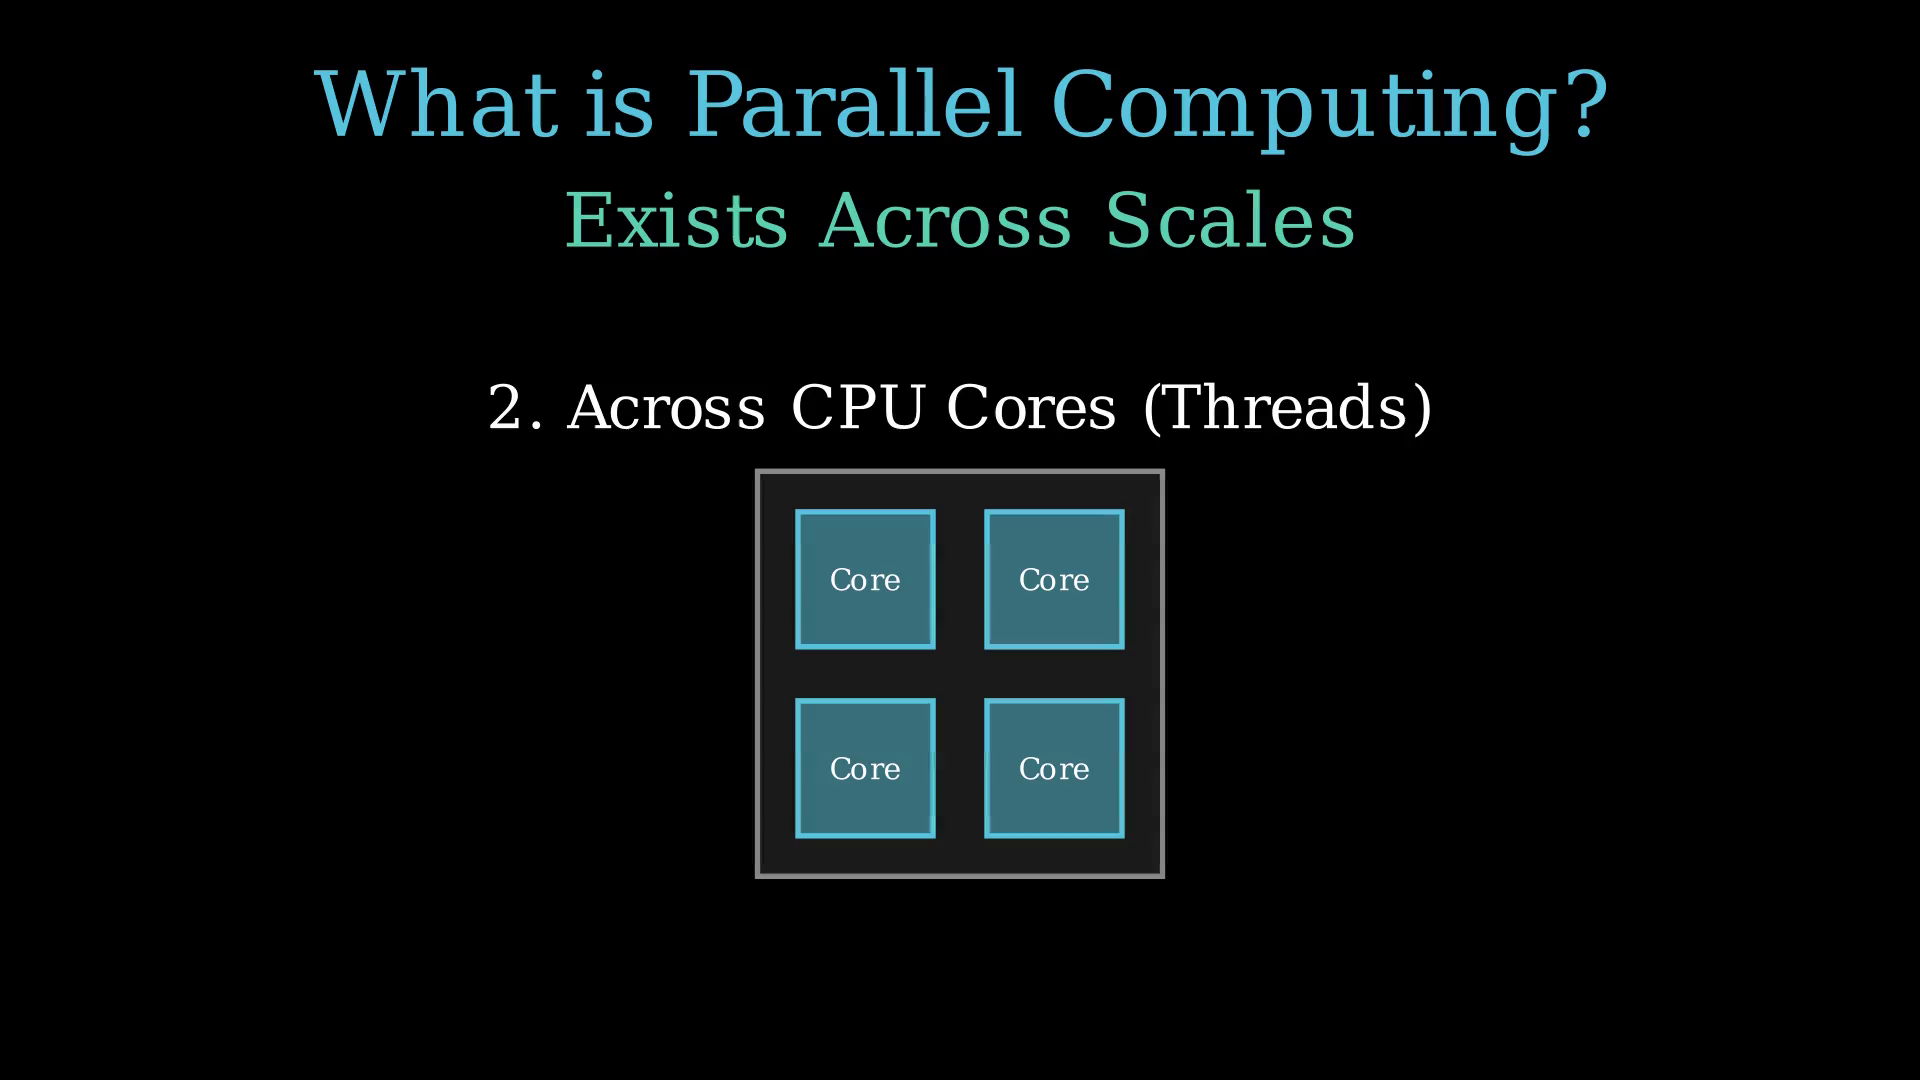 What is Parallel Computing?
Exists Across Scales
2. Across CPU Cores (Threads)
Core Core
Core Core